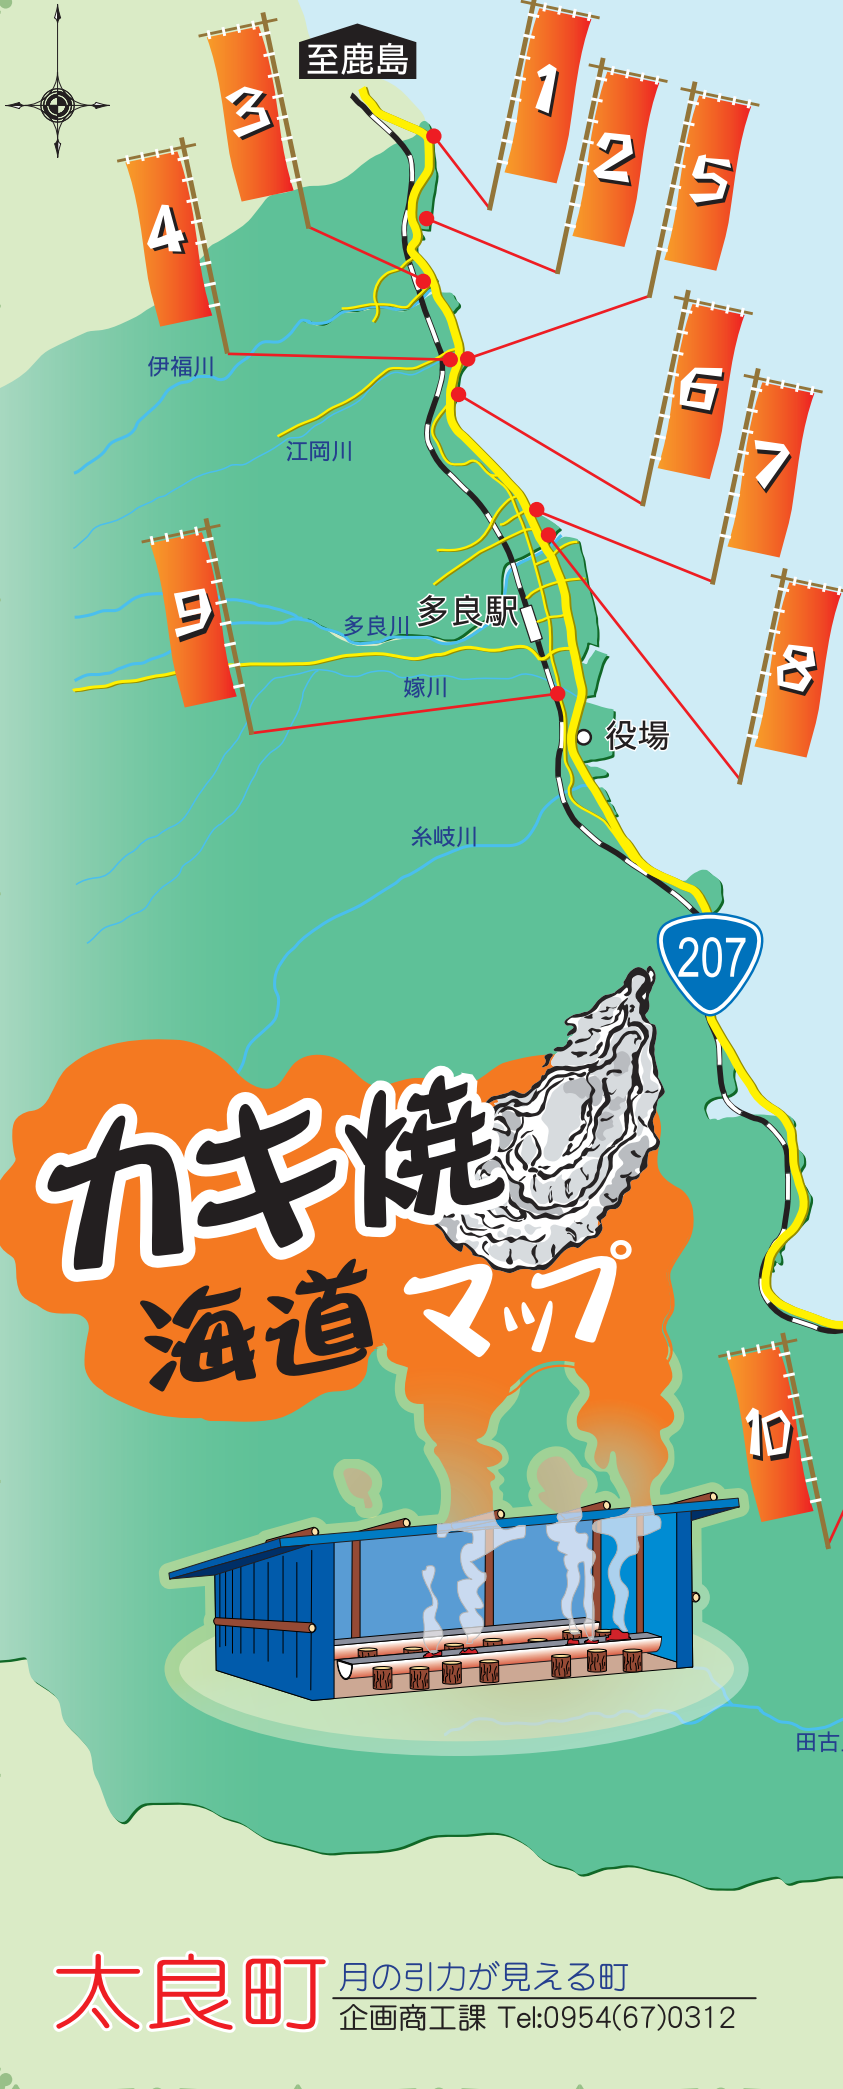 至鹿島
1
2
3
4
5
6
7
8
9
10
伊福川
江岡川
多良川
多良駅
嫁川
役場
糸岐川
207
カキ焼
海道 マップ
田古
太良町
月の引力が見える町
企画商工課 Tel:0954(67)0312